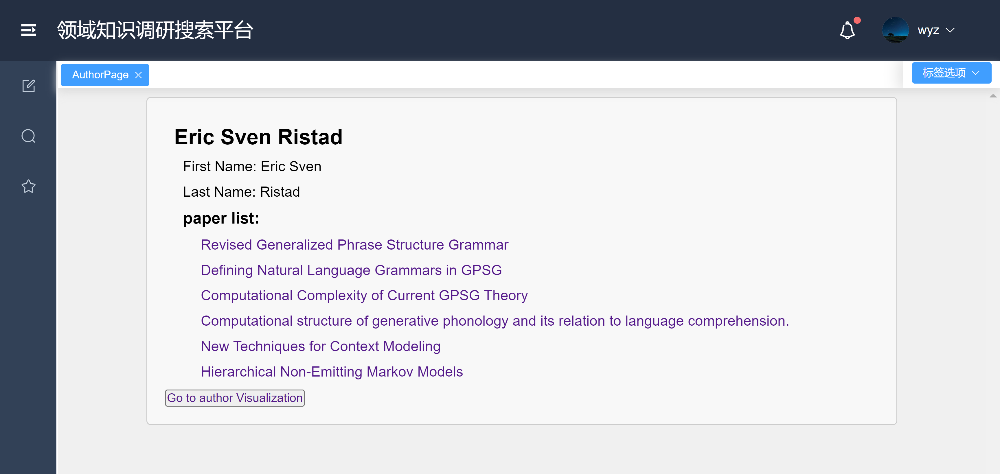 领域知识调研搜索平台
wyz
AuthorPage
标签选项
Eric Sven Ristad
First Name: Eric Sven
Last Name: Ristad
paper list:
Revised Generalized Phrase Structure Grammar
Defining Natural Language Grammars in GPSG
Computational Complexity of Current GPSG Theory
Computational structure of generative phonology and its relation to language comprehension.
New Techniques for Context Modeling
Hierarchical Non-Emitting Markov Models
Go to author Visualization